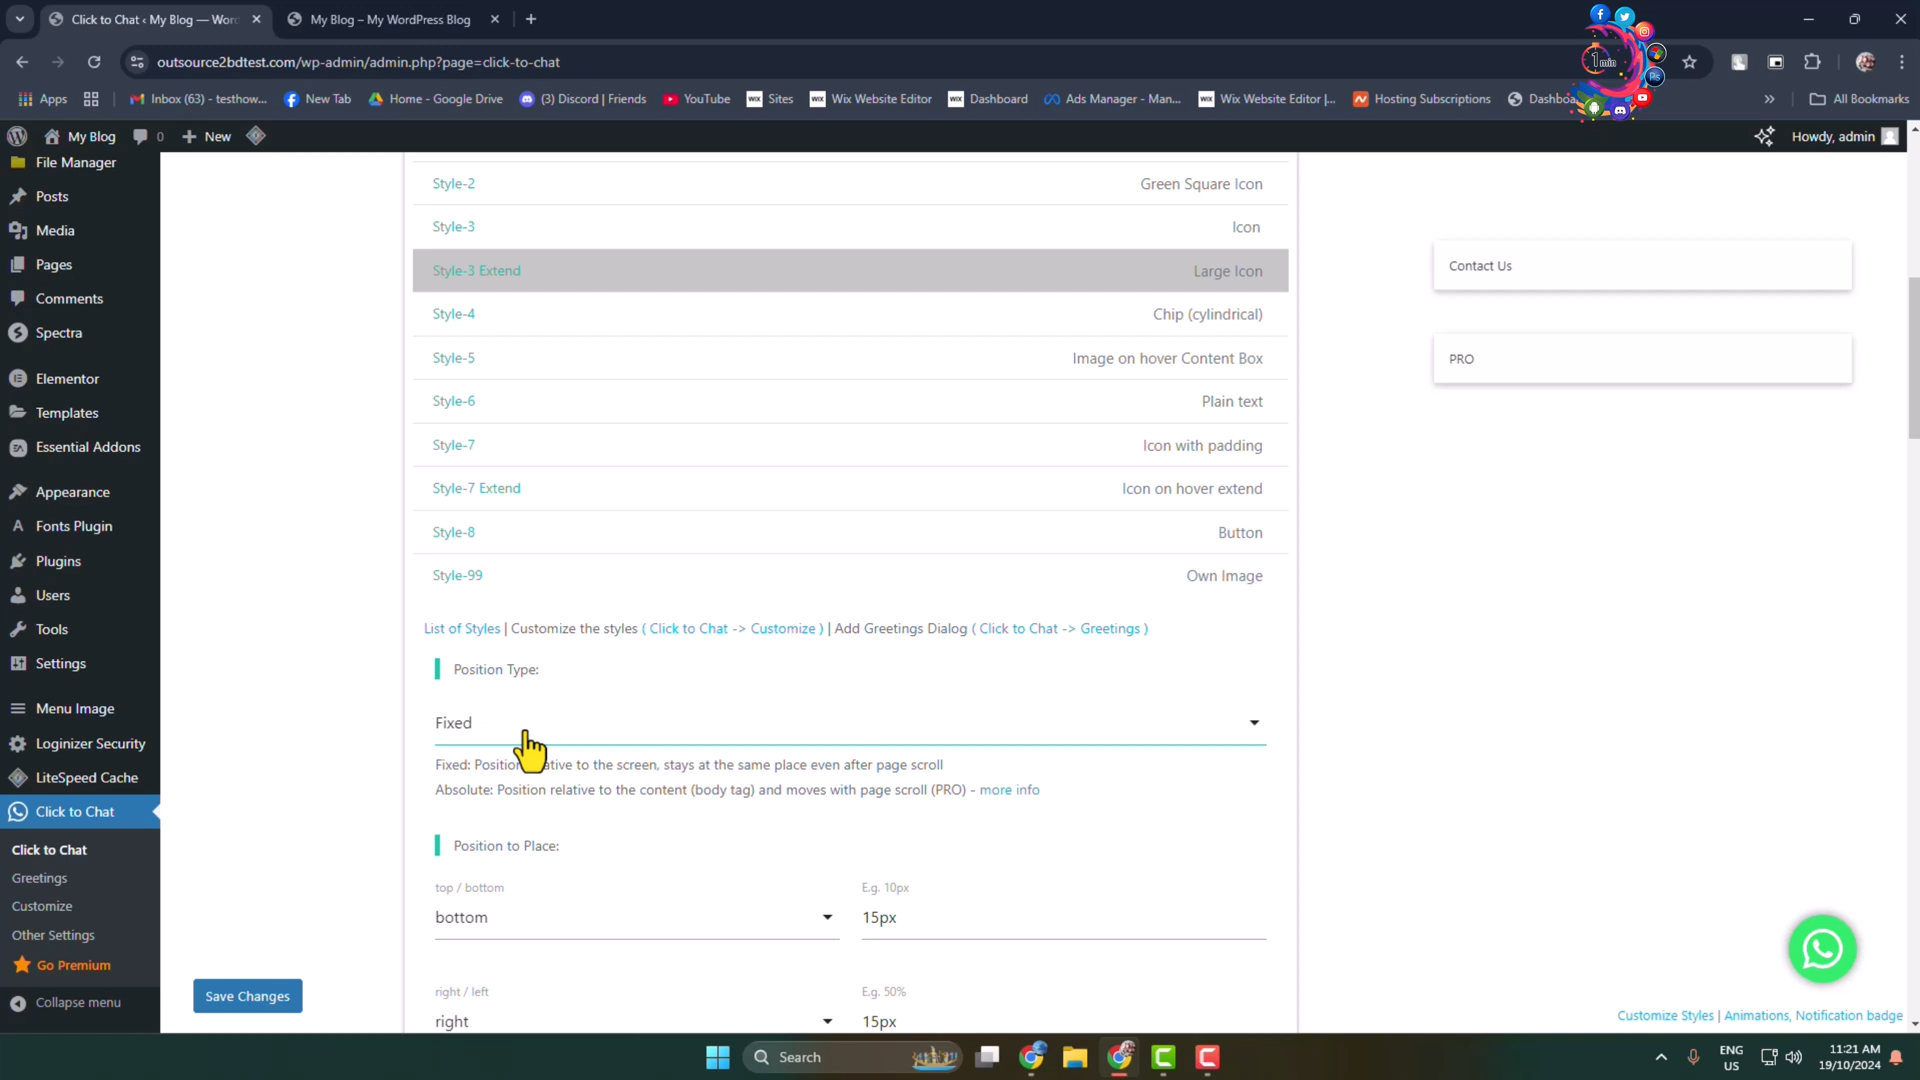 Click to Chat ‹ My Blog — Wor
My Blog – My WordPress Blog
outsource2bdtest.com/wp-admin/admin.php?page=click-to-chat
1min
Ps
Apps
Inbox (63) - testhow...
New Tab
Home - Google Drive
(3) Discord | Friends
YouTube
WIX Sites
WIX Wix Website Editor
WIX Dashboard
Ads Manager - Man...
WIX Wix Website Editor |...
Hosting Subscriptions
Dashboa
All Bookmarks
My Blog
0
New
Howdy, admin
File Manager
Posts
Media
Pages
Comments
Spectra
Elementor
Templates
Essential Addons
Appearance
Fonts Plugin
Plugins
Users
Tools
Settings
Menu Image
Loginizer Security
LiteSpeed Cache
Click to Chat
Click to Chat
Greetings
Customize
Other Settings
Go Premium
Collapse menu
Style-2 Green Square Icon
Style-3 Icon
Style-3 Extend Large Icon
Style-4 Chip (cylindrical)
Style-5 Image on hover Content Box
Style-6 Plain text
Style-7 Icon with padding
Style-7 Extend Icon on hover extend
Style-8 Button
Style-99 Own Image
List of Styles | Customize the styles ( Click to Chat -> Customize ) | Add Greetings Dialog ( Click to Chat -> Greetings )
Position Type:
Fixed
Fixed: Position ative to the screen, stays at the same place even after page scroll
Absolute: Position relative to the content (body tag) and moves with page scroll (PRO) - more info
Position to Place:
top / bottom E.g. 10px
bottom 15px
right / left E.g. 50%
right 15px
Save Changes
Contact Us
PRO
Customize Styles | Animations, Notification badge
Search
ENG
US
11:21 AM
19/10/2024